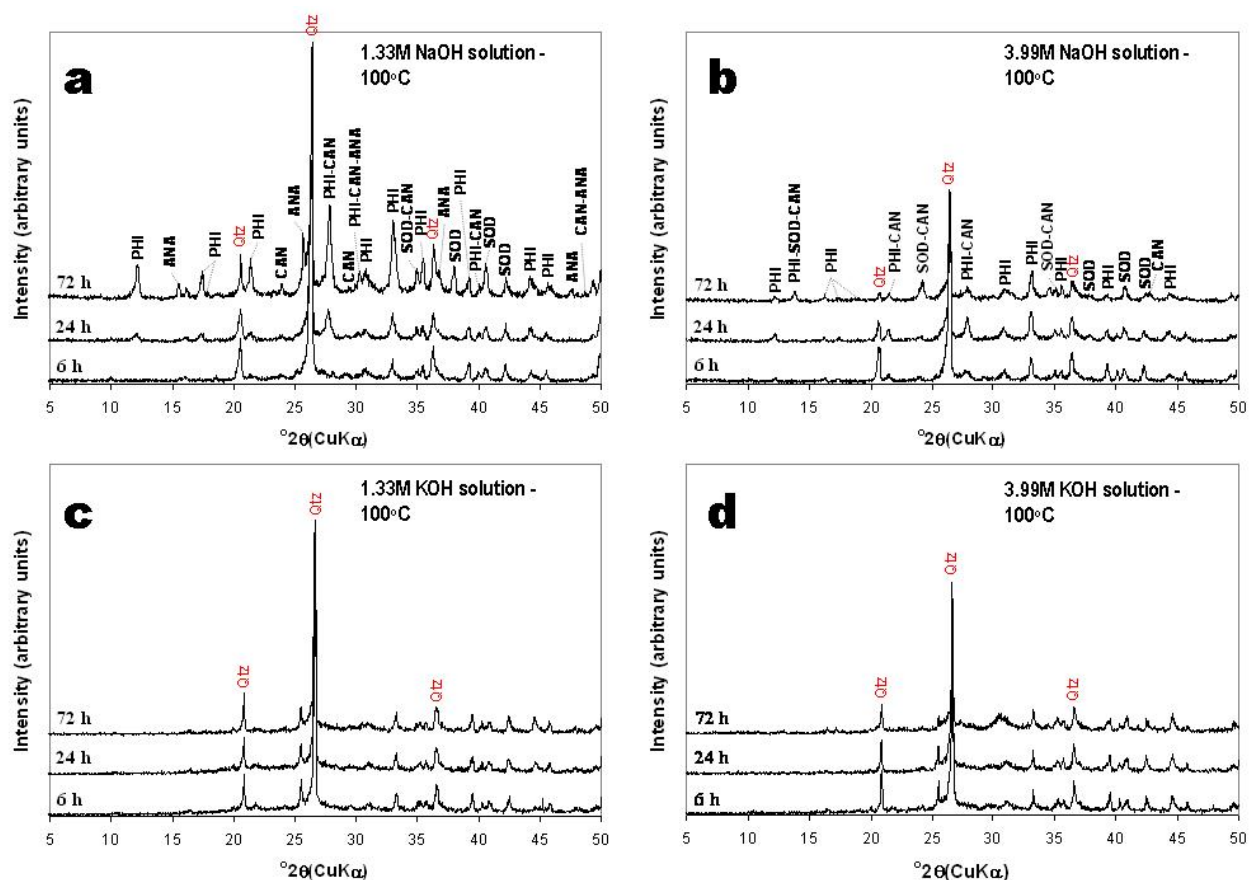 Qtz
a
1.33M NaOH solution -
100°C
PHI
ANA
PHI
Qtz
PHI
CAN
ANA
PHI-CAN
CAN
PHI-CAN-ANA
PHI
PHI
SOD-CAN
PHI
Qtz
ANA
SOD
PHI
PHI-CAN
SOD
SOD
PHI
PHI
ANA
CAN-ANA
72 h
24 h
6 h
Intensity (arbitrary units)
5 10 15 20 25 30 35 40 45 50
°2θ(CuKα)
b
3.99M NaOH solution -
100°C
PHI
PHI-SOD-CAN
PHI
Qtz
PHI-CAN
SOD-CAN
Qtz
PHI-CAN
PHI
PHI
SOD-CAN
PHI
Qtz
SOD
PHI
SOD
SOD
CAN
PHI
72 h
24 h
6 h
Intensity (arbitrary units)
5 10 15 20 25 30 35 40 45 50
°2θ(CuKα)
c
1.33M KOH solution -
100°C
Qtz
Qtz
Qtz
72 h
24 h
6 h
Intensity (arbitrary units)
5 10 15 20 25 30 35 40 45 50
°2θ(CuKα)
d
3.99M KOH solution -
100°C
Qtz
Qtz
Qtz
72 h
24 h
6 h
Intensity (arbitrary units)
5 10 15 20 25 30 35 40 45 50
°2θ(CuKα)